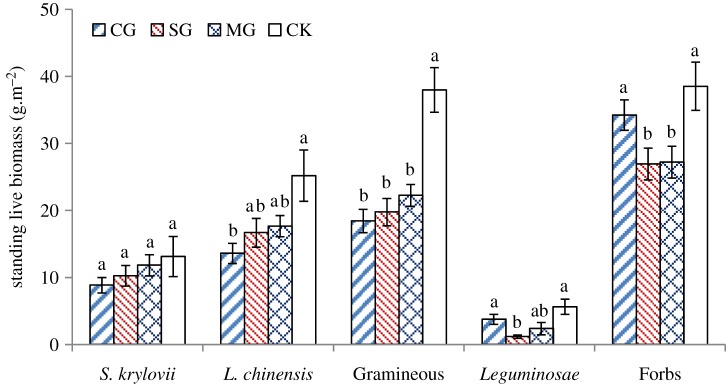 50
CG SG MG CK
standing live biomass (g.m⁻²)
40
30
20
10
0
a a a a
b ab ab a
b b b a
a b ab a
a b b a
S. krylovii L. chinensis Gramineous Leguminosae Forbs